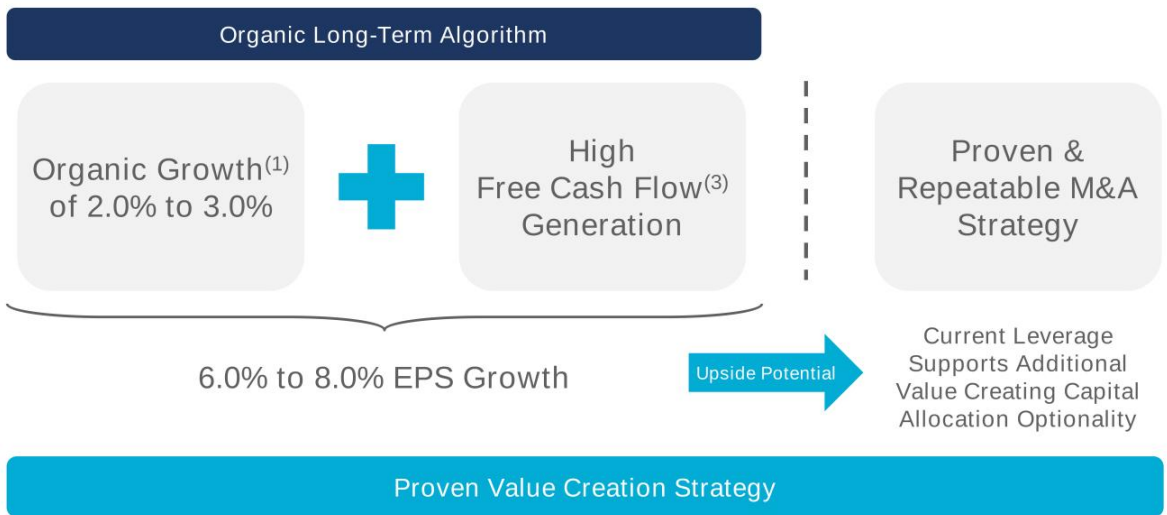 Organic Long-Term Algorithm
Organic Growth(1)
of 2.0% to 3.0%
High
Free Cash Flow(3)
Generation
Proven &
Repeatable M&A
Strategy
6.0% to 8.0% EPS Growth
Upside Potential
Current Leverage
Supports Additional
Value Creating Capital
Allocation Optionality
Proven Value Creation Strategy